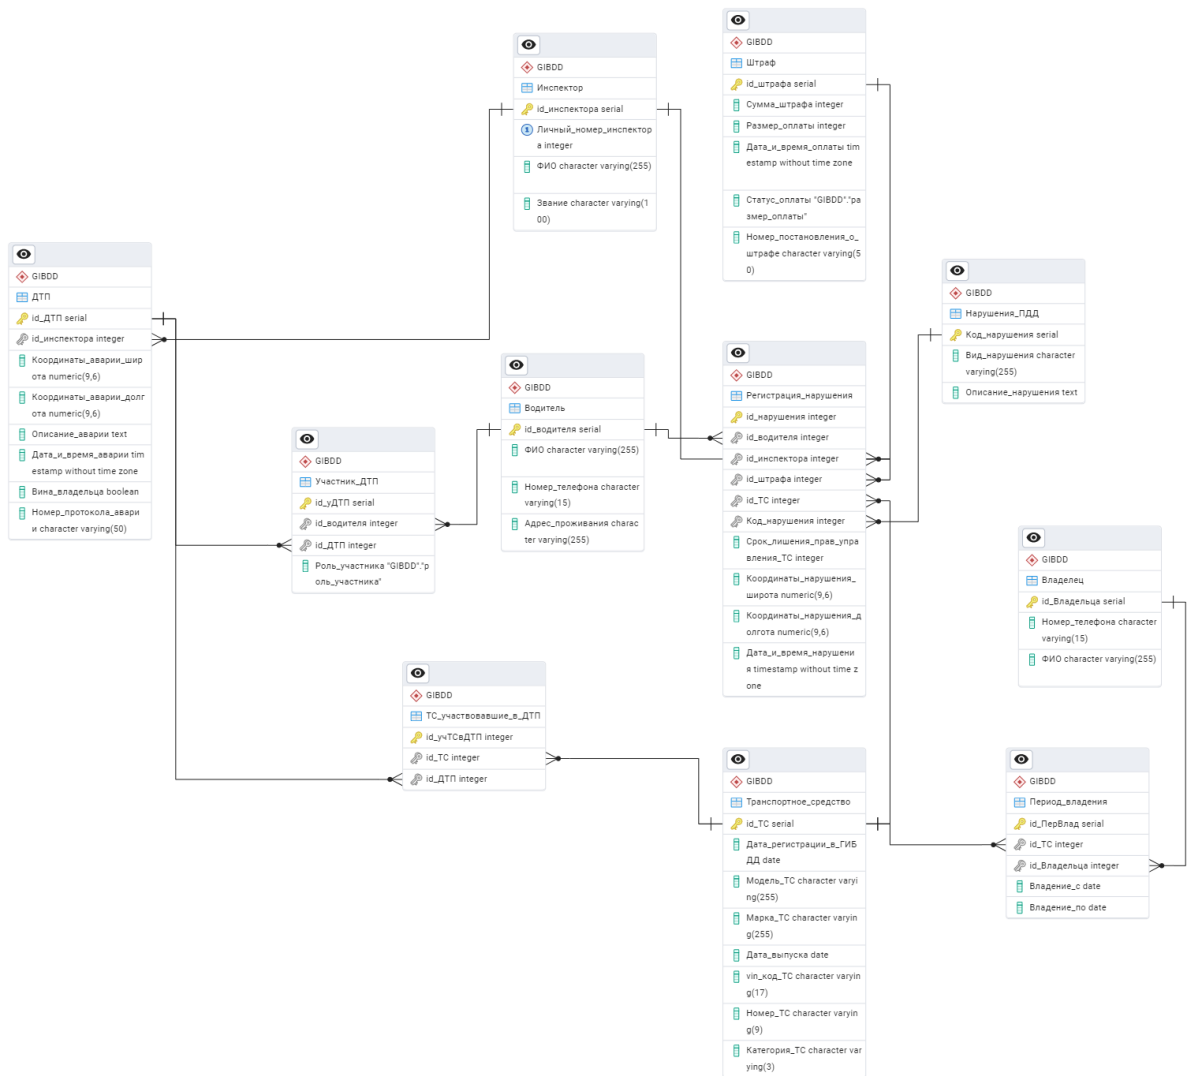 GIBDD
Штраф
id_штрафа serial
Сумма_штрафа integer
Размер_оплаты integer
Дата_и_время_оплаты tim
estamp without time zone
Статус_оплаты "GIBDD"."ра
змер_оплаты"
Номер_постановления_о_
штрафе character varying(5
0)
GIBDD
Инспектор
id_инспектора serial
1
Личный_номер_инспектор
а integer
ФИО character varying(255)
Звание character varying(1
00)
GIBDD
ДТП
id_ДТП serial
id_инспектора integer
Координаты_аварии_шир
ота numeric(9,6)
Координаты_аварии_долг
ота numeric(9,6)
Описание_аварии text
Дата_и_время_аварии tim
estamp without time zone
Вина_владельца boolean
Номер_протокола_авари
и character varying(50)
GIBDD
Нарушения_ПДД
Код_нарушения serial
Вид_нарушения character
varying(255)
Описание_нарушения text
GIBDD
Регистрация_нарушения
id_нарушения integer
id_водителя integer
id_инспектора integer
id_штрафа integer
id_ТС integer
Код_нарушения integer
Срок_лишения_прав_упра
вления_ТС integer
Координаты_нарушения_
широта numeric(9,6)
Координаты_нарушения_д
олгота numeric(9,6)
Дата_и_время_нарушени
я timestamp without time z
one
GIBDD
Водитель
id_водителя serial
ФИО character varying(255)
Номер_телефона character
varying(15)
Адрес_проживания charac
ter varying(255)
GIBDD
Участник_ДТП
id_уДТП serial
id_водителя integer
id_ДТП integer
Роль_участника "GIBDD"."р
оль_участника"
GIBDD
Владелец
id_Владельца serial
Номер_телефона character
varying(15)
ФИО character varying(255)
GIBDD
ТС_участвовавшие_в_ДТП
id_учТСвДТП integer
id_ТС integer
id_ДТП integer
GIBDD
Транспортное_средство
id_ТС serial
Дата_регистрации_в_ГИБ
ДД date
Модель_ТС character varyi
ng(255)
Марка_ТС character varyin
g(255)
Дата_выпуска date
vin_код_ТС character varyin
g(17)
Номер_ТС character varyin
g(9)
Категория_ТС character var
ying(3)
GIBDD
Период_владения
id_ПерВлад serial
id_ТС integer
id_Владельца integer
Владение_с date
Владение_по date